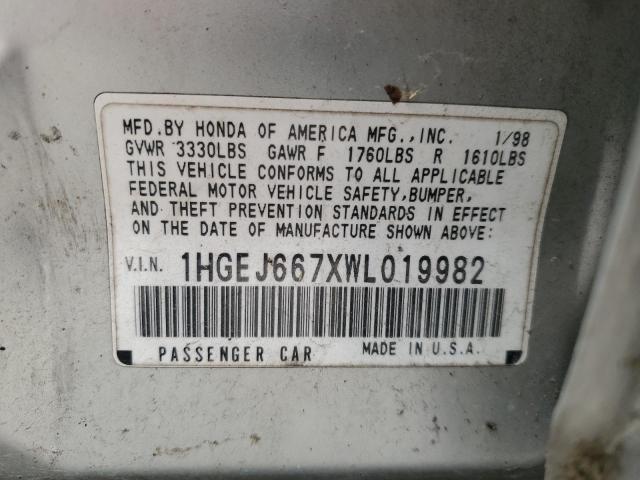 MFD.BY HONDA OF AMERICA MFG.,INC. 1/98
GVWR 3330LBS GAWR F 1760LBS R 1610LBS
THIS VEHICLE CONFORMS TO ALL APPLICABLE
FEDERAL MOTOR VEHICLE SAFETY,BUMPER,
AND THEFT PREVENTION STANDARDS IN EFFECT
ON THE DATE OF MANUFACTURE SHOWN ABOVE:
V.I.N. 1HGEJ667XWL019982
PASSENGER CAR MADE IN U.S.A.